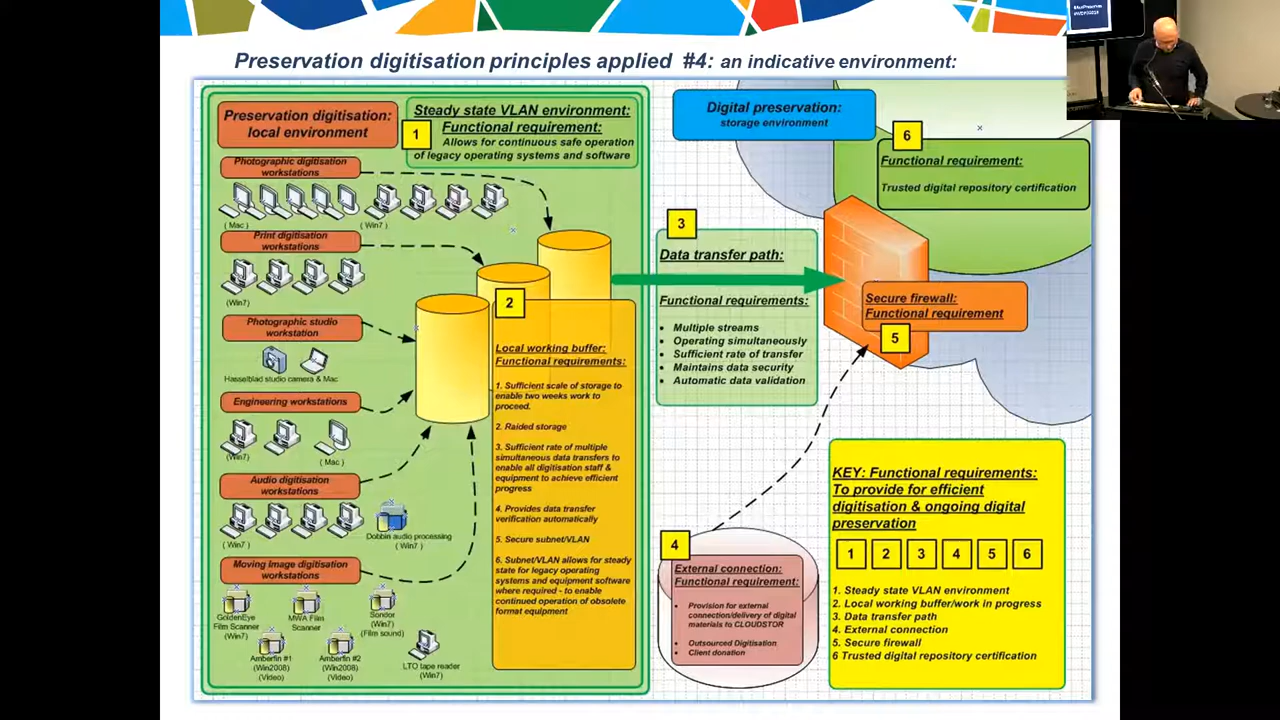 Preservation digitisation principles applied #4: an indicative environment:
Preservation digitisation:
local environment
Steady state VLAN environment:
Functional requirement:
Allows for continuous safe operation
of legacy operating systems and software
1
Photographic digitisation
workstations
( Mac )
( Win7 )
Print digitisation
workstations
(Win7)
Photographic studio
workstation
Hasselblad studio camera & Mac
Engineering workstations
(Win7)
( Mac )
Audio digitisation
workstations
( Win7 )
Dobbin audio processing
( Win7 )
Moving Image digitisation
workstations
GoldenEye
Film Scanner
(Win7)
MWA Film
Scanner
Sondor
(Win7)
(Film sound)
Amberfin #1
(Win2008)
(Video)
Amberfin #2
(Win2008)
(Video)
LTO tape reader
(Win7)
2
Local working buffer:
Functional requirements:
1. Sufficient scale of storage to
enable two weeks work to
proceed.
2. Raided storage
3. Sufficient rate of multiple
simultaneous data transfers to
enable all digitisation staff &
equipment to achieve efficient
progress
4. Provides data transfer
verification automatically
5. Secure subnet/VLAN
6. Subnet/VLAN allows for steady
state for legacy operating
systems and equipment software
where required - to enable
continued operation of obsolete
format equipment
Digital preservation:
storage environment
3
Data transfer path:
Functional requirements:
• Multiple streams
• Operating simultaneously
• Sufficient rate of transfer
• Maintains data security
• Automatic data validation
6
Functional requirement:
Trusted digital repository certification
Secure firewall:
Functional requirement
5
4
External connection:
Functional requirement:
• Provision for external
connection/delivery of digital
materials to CLOUDSTOR
• Outsourced Digitisation
• Client donation
KEY: Functional requirements:
To provide for efficient
digitisation & ongoing digital
preservation
1 2 3 4 5 6
1. Steady state VLAN environment
2. Local working buffer/work in progress
3. Data transfer path
4. External connection
5. Secure firewall
6 Trusted digital repository certification